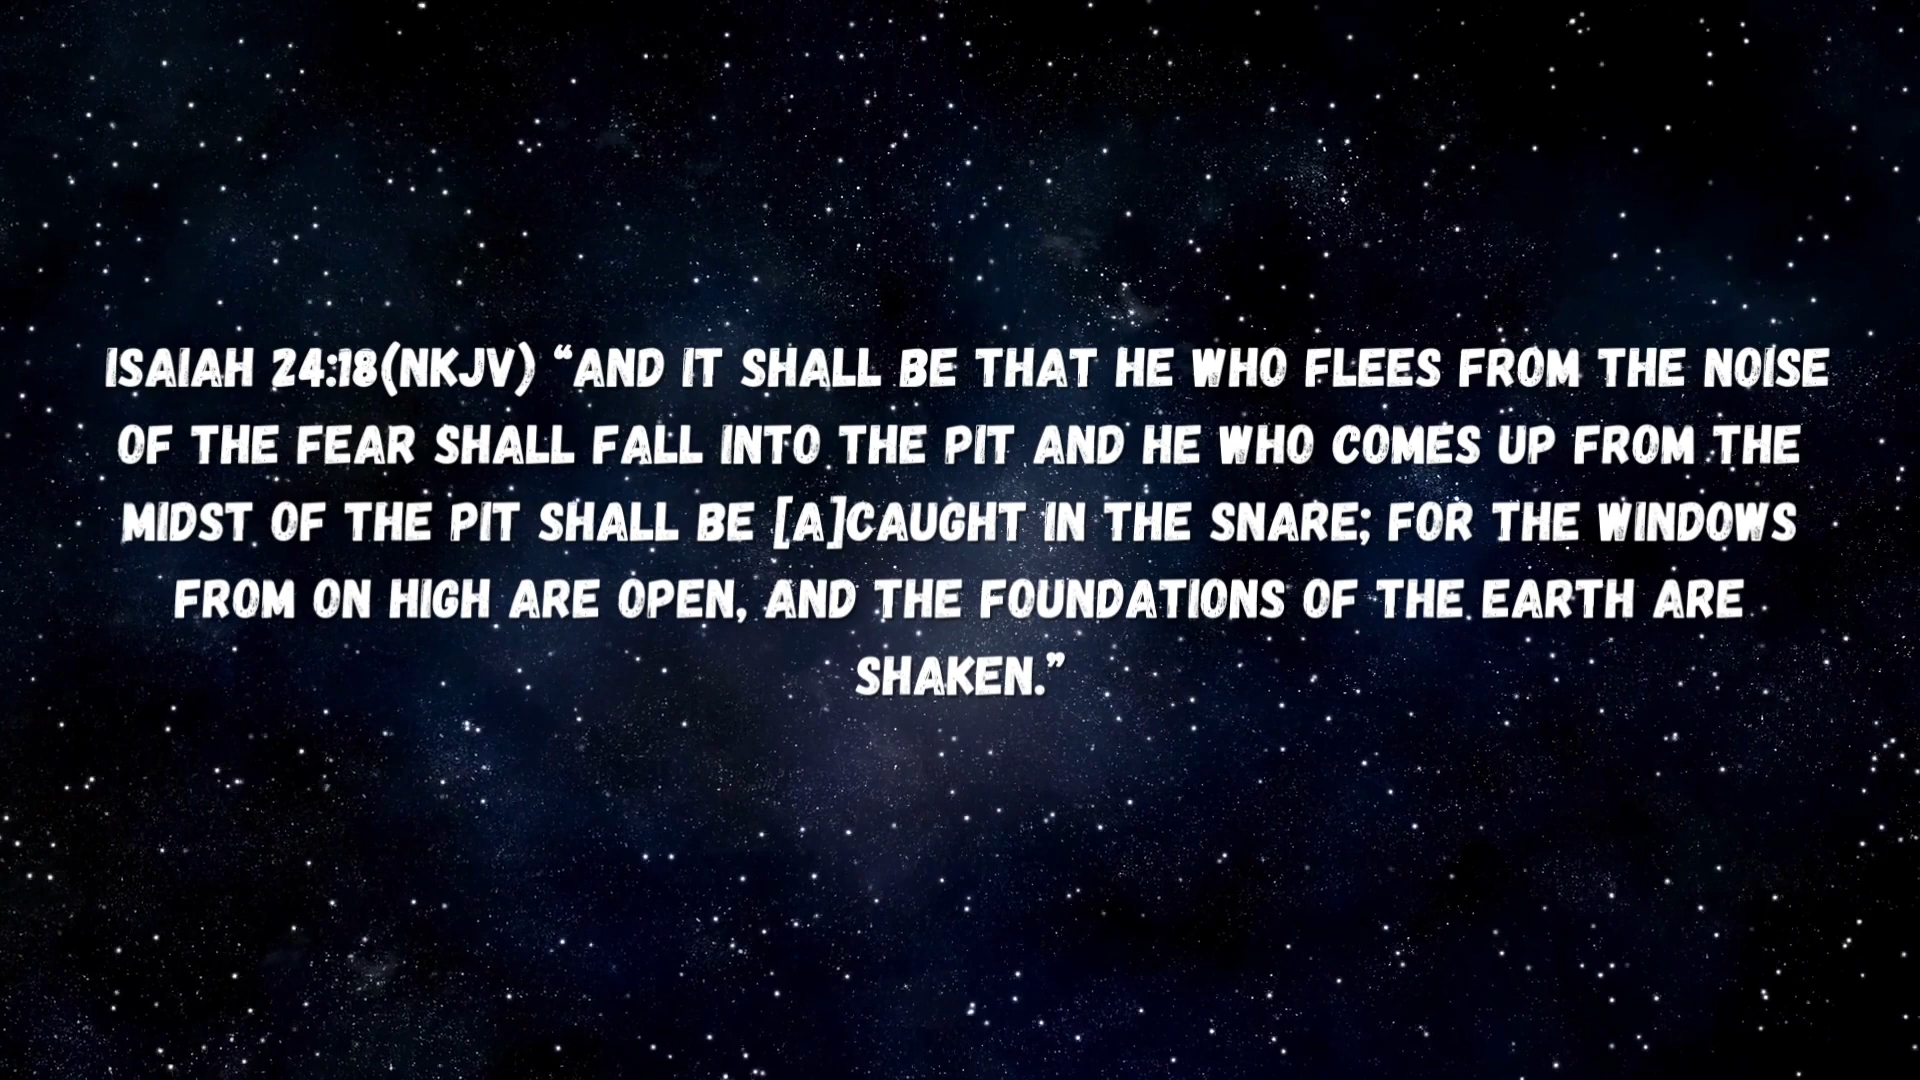 ISAIAH 24:18(NKJV) “AND IT SHALL BE THAT HE WHO FLEES FROM THE NOISE
OF THE FEAR SHALL FALL INTO THE PIT AND HE WHO COMES UP FROM THE
MIDST OF THE PIT SHALL BE [A]CAUGHT IN THE SNARE; FOR THE WINDOWS
FROM ON HIGH ARE OPEN, AND THE FOUNDATIONS OF THE EARTH ARE
SHAKEN.”